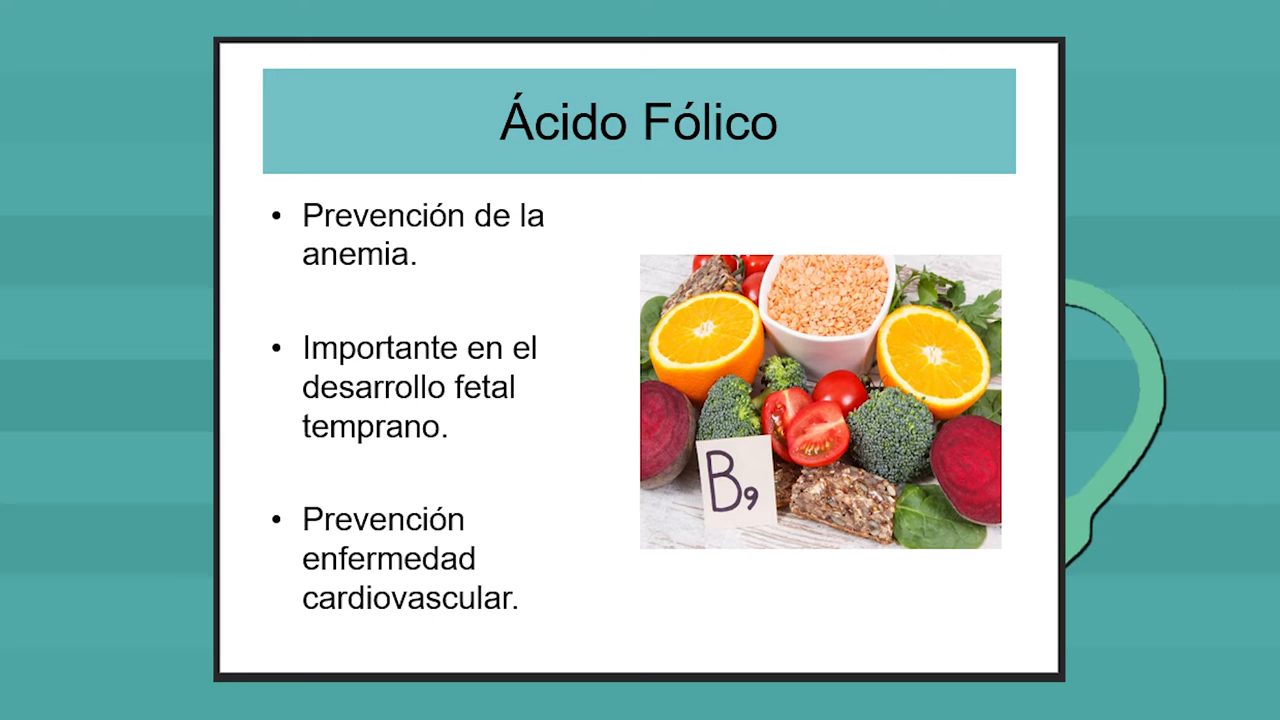 Ácido Fólico
• Prevención de la
anemia.
• Importante en el
desarrollo fetal
temprano.
• Prevención
enfermedad
cardiovascular.
B9